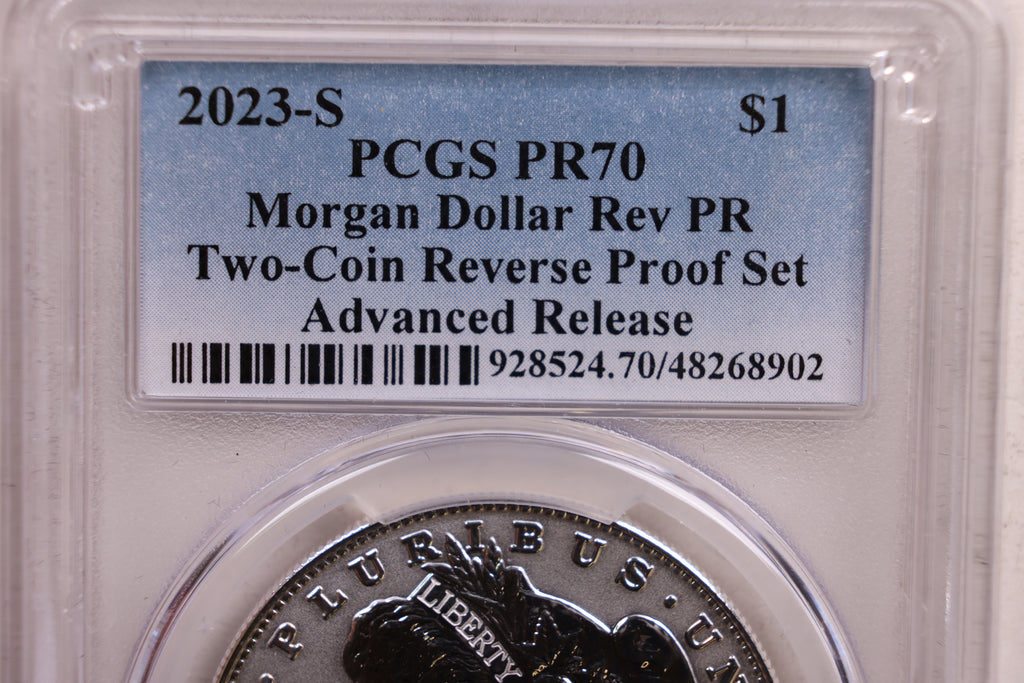 2023-S $1
PCGS PR70
Morgan Dollar Rev PR
Two-Coin Reverse Proof Set
Advanced Release
928524.70/48268902
· PLURIBUS · UN
LIBERTY